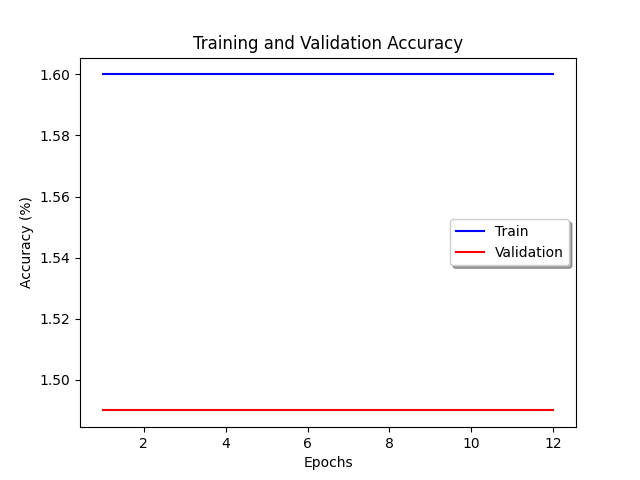 Training and Validation Accuracy
1.60
1.58
1.56
1.54
1.52
1.50
Accuracy (%)
Train
Validation
2 4 6 8 10 12
Epochs